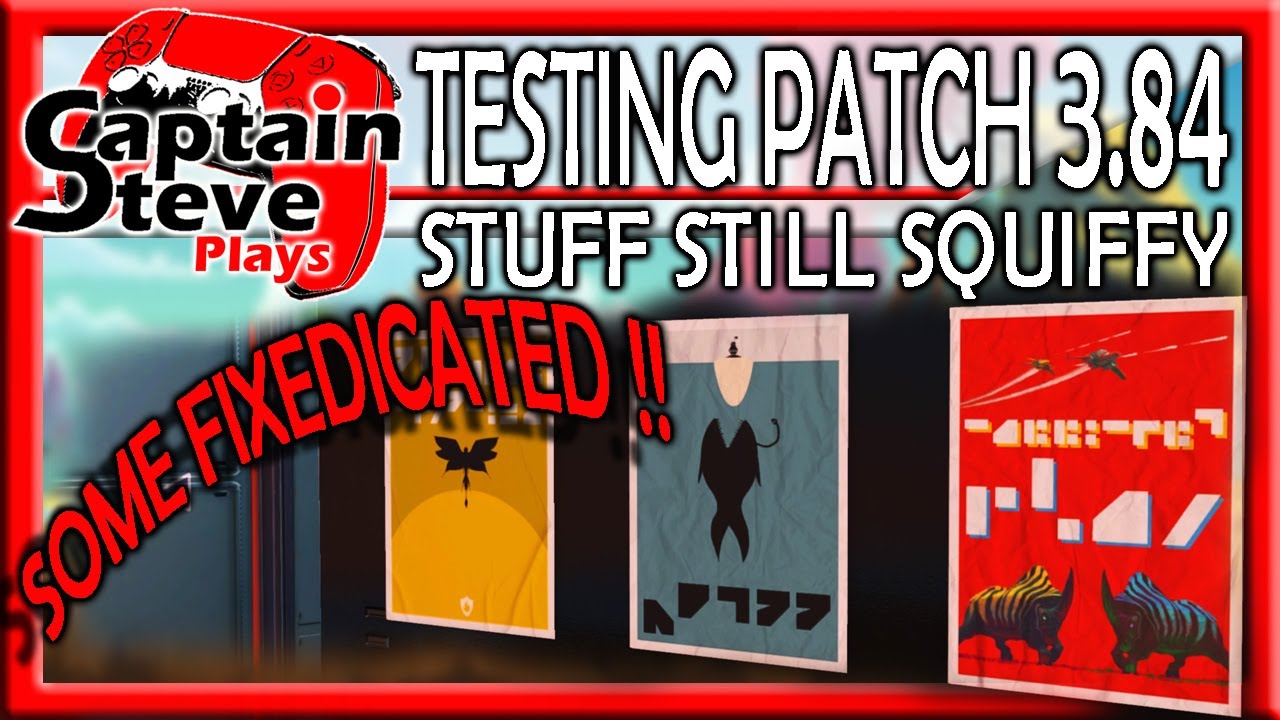 Captain
Steve
Plays
TESTING PATCH 3.84
STUFF STILL SQUIFFY
SOME FIXEDICATED !!